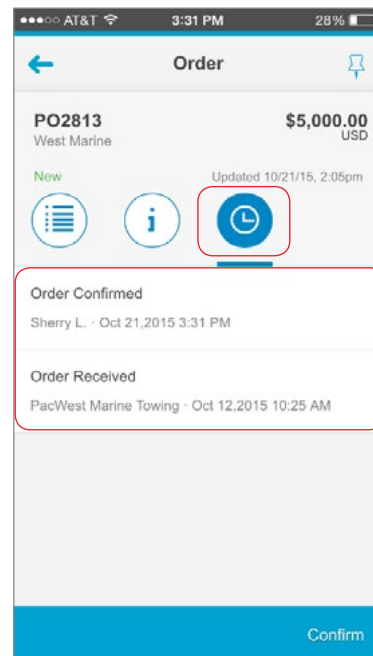 AT&T 3:31 PM 28%
Order
PO2813 $5,000.00
West Marine USD
New Updated 10/21/15, 2:05pm
i
Order Confirmed
Sherry L. · Oct 21,2015 3:31 PM
Order Received
PacWest Marine Towing · Oct 12,2015 10:25 AM
Confirm